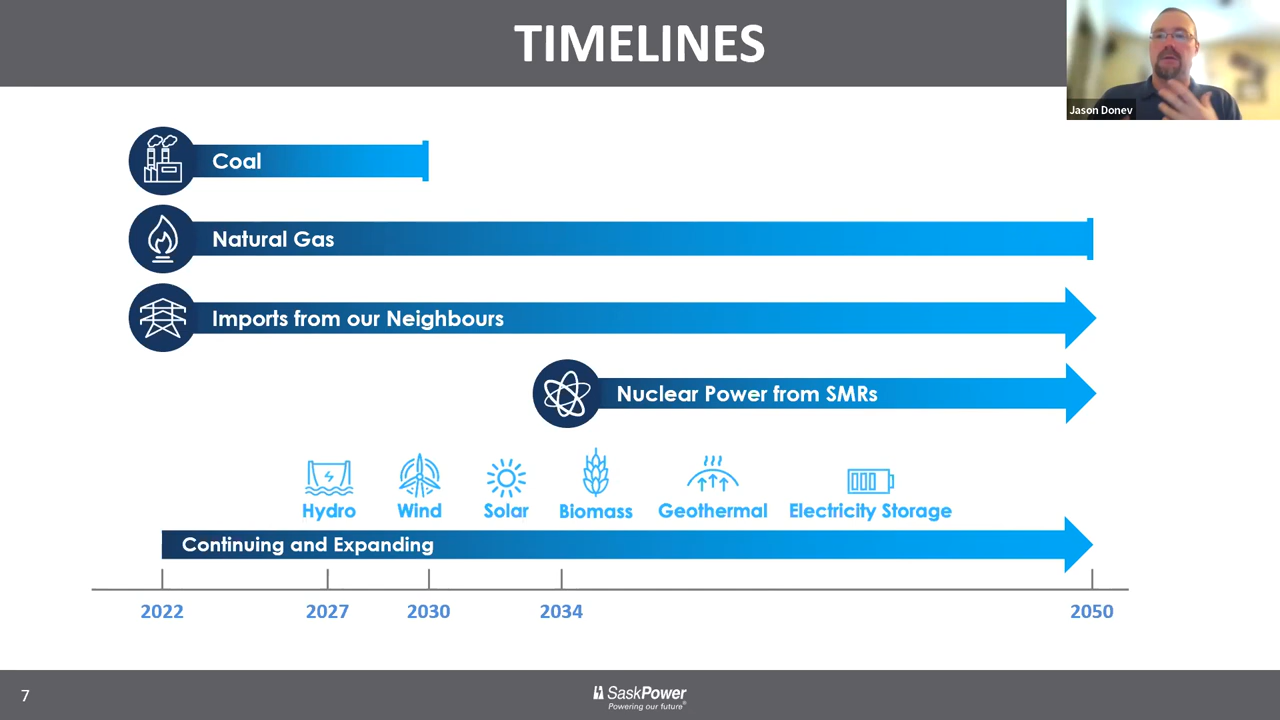 TIMELINES
Jason Donev
Coal
Natural Gas
Imports from our Neighbours
Nuclear Power from SMRs
Hydro Wind Solar Biomass Geothermal Electricity Storage
Continuing and Expanding
2022 2027 2030 2034 2050
7
SaskPower
Powering our future®